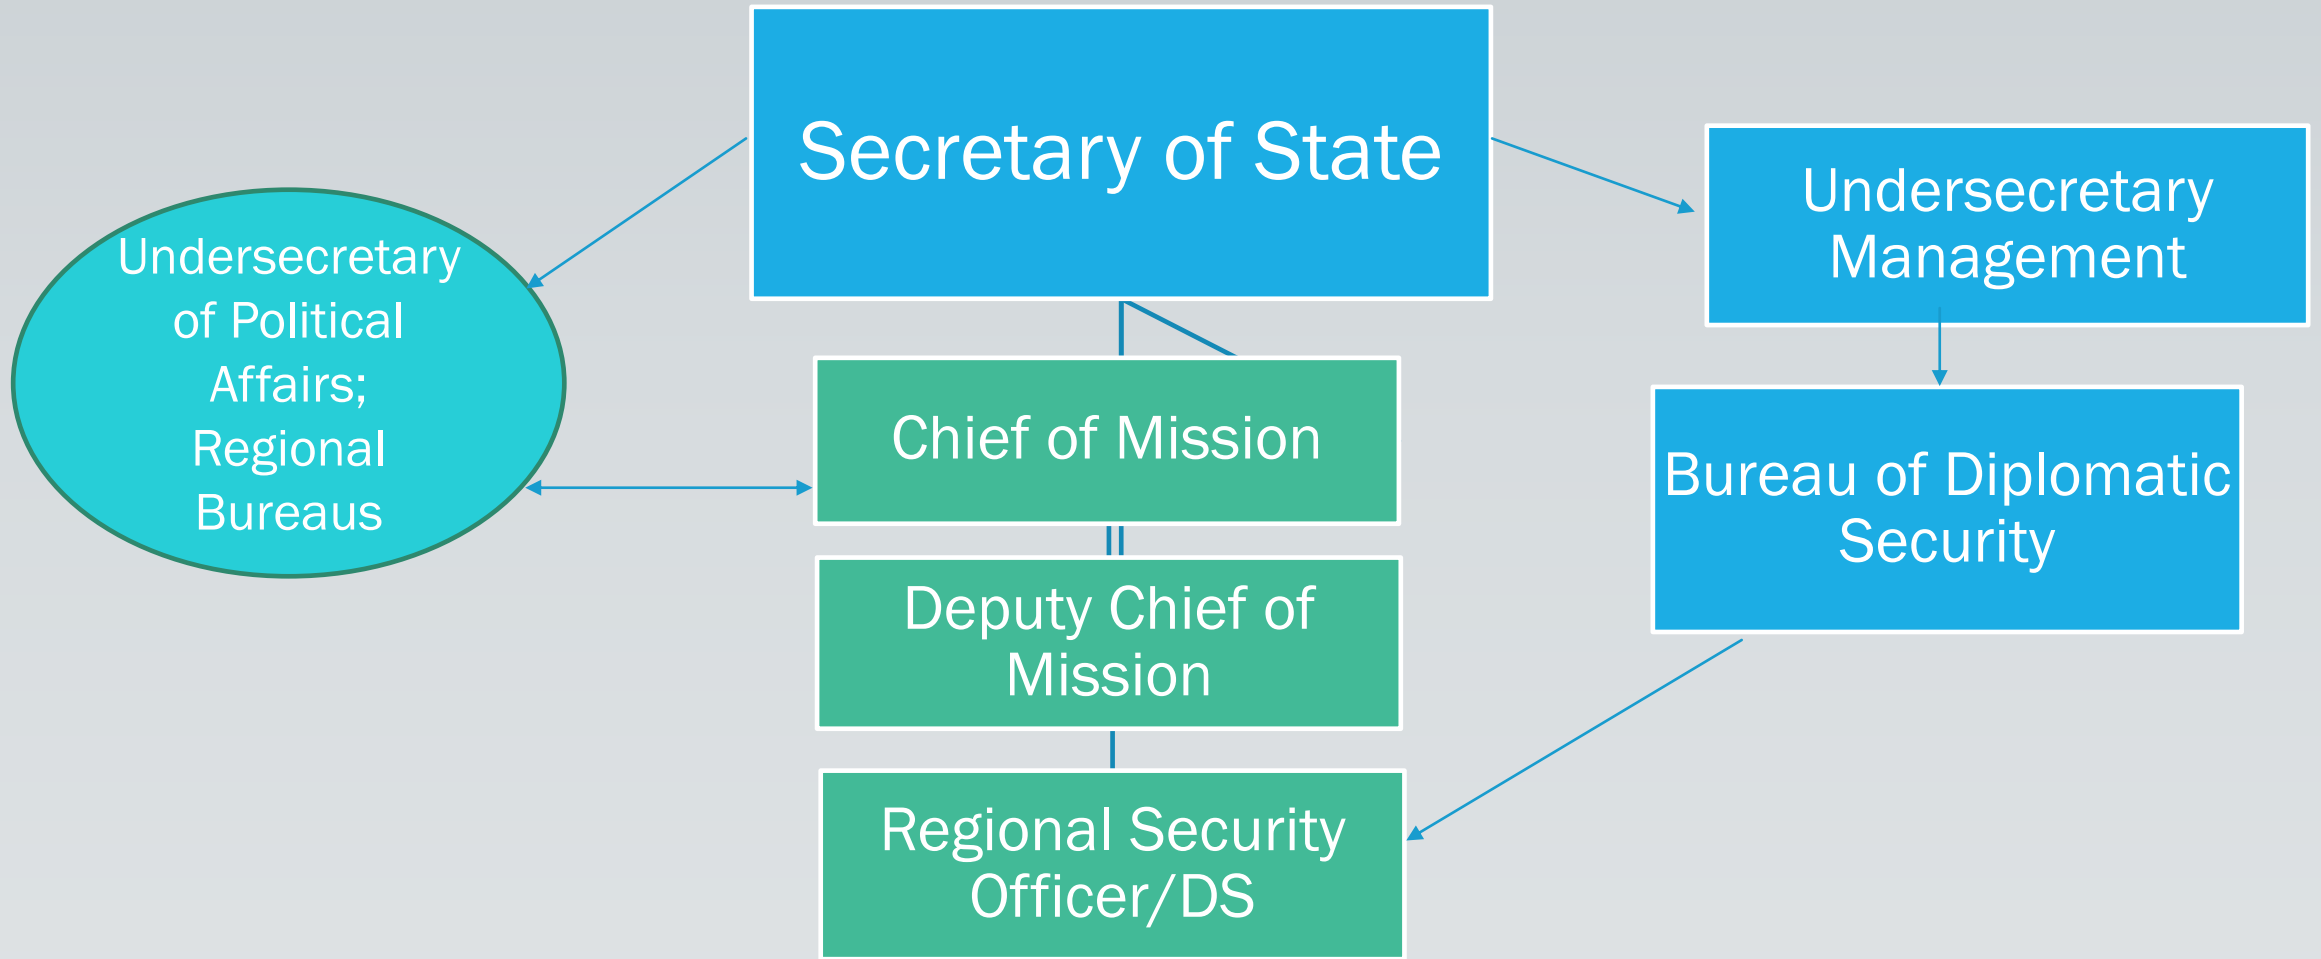 Secretary of State
Undersecretary
of Political
Affairs;
Regional
Bureaus
Undersecretary
Management
Chief of Mission
Bureau of Diplomatic
Security
Deputy Chief of
Mission
Regional Security
Officer/DS